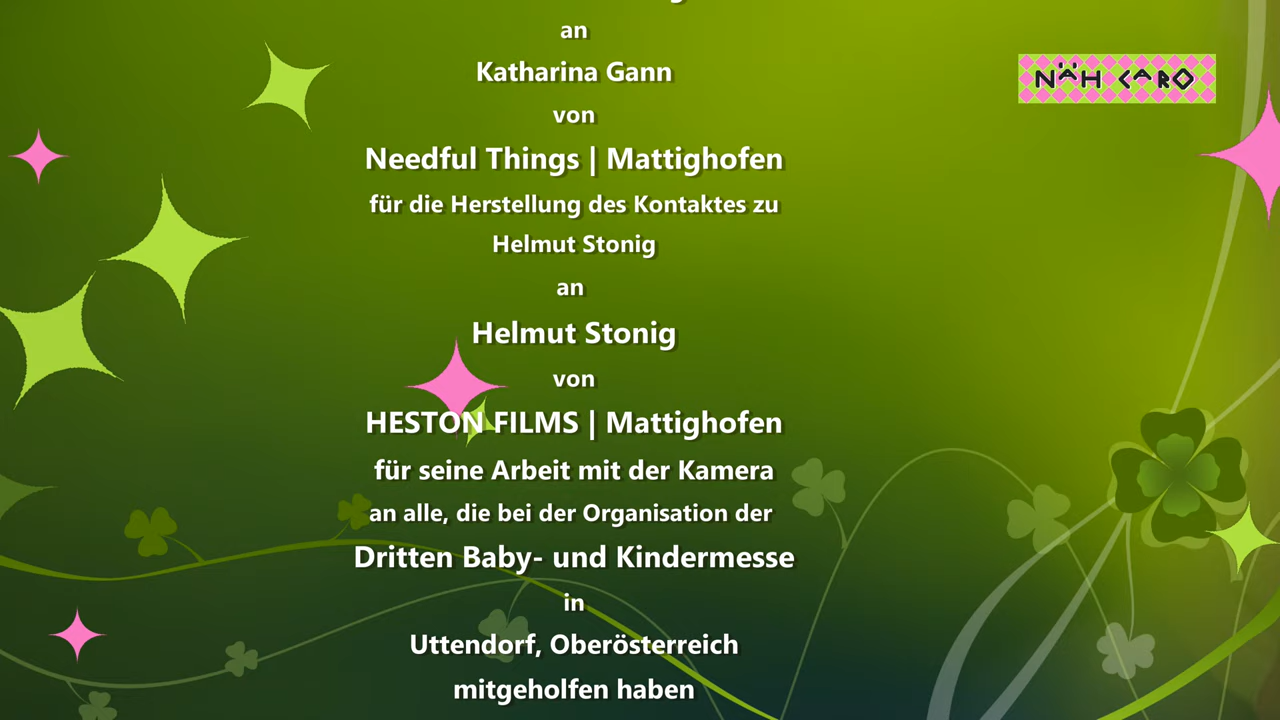 an
Katharina Gann
von
Needful Things | Mattighofen
für die Herstellung des Kontaktes zu
Helmut Stonig
an
Helmut Stonig
von
HESTON FILMS | Mattighofen
für seine Arbeit mit der Kamera
an alle, die bei der Organisation der
Dritten Baby- und Kindermesse
in
Uttendorf, Oberösterreich
mitgeholfen haben
NÄH CARO